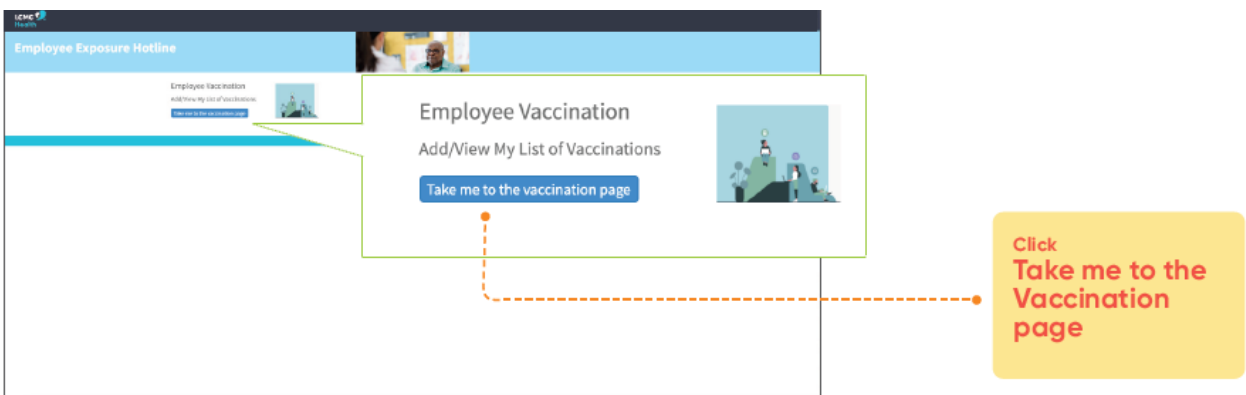 LCMC
Health
Employee Exposure Hotline
Employee Vaccination
Add/View My List of Vaccinations
Take me to the vaccination page
Employee Vaccination
Add/View My List of Vaccinations
Take me to the vaccination page
Click
Take me to the
Vaccination
page